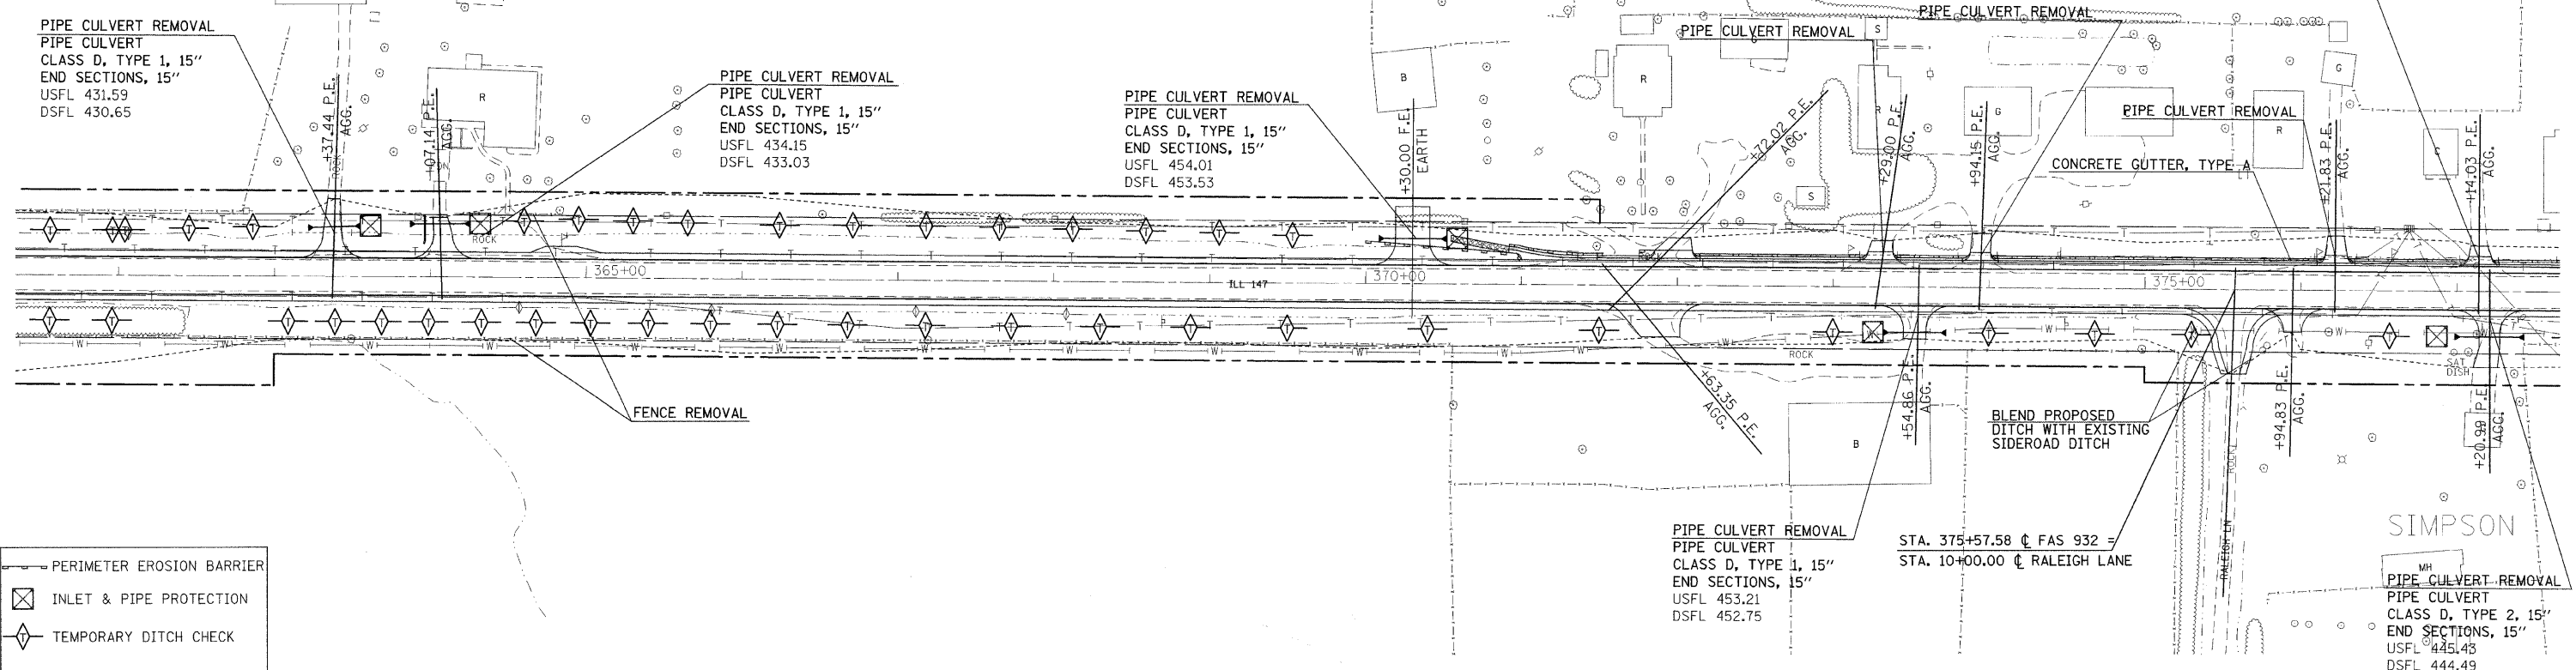 PIPE CULVERT REMOVAL
PIPE CULVERT
CLASS D, TYPE 1, 15"
END SECTIONS, 15"
USFL 431.59
DSFL 430.65
+37.44 P.E.
AGG.
ROCK
+07.14 P.E.
AGG.
R
PIPE CULVERT REMOVAL
PIPE CULVERT
CLASS D, TYPE 1, 15"
END SECTIONS, 15"
USFL 434.15
DSFL 433.03
ROCK
PIPE CULVERT REMOVAL
PIPE CULVERT
CLASS D, TYPE 1, 15"
END SECTIONS, 15"
USFL 454.01
DSFL 453.53
B
+30.00 F.E.
EARTH
R
PIPE CULVERT REMOVAL
S
PIPE CULVERT REMOVAL
+72.02 P.E.
AGG.
S
R
+29.00 P.E.
AGG.
G
+94.15 P.E.
AGG.
PIPE CULVERT REMOVAL
CONCRETE GUTTER, TYPE A
R
G
+21.83 P.E.
AGG.
+14.03 P.E.
AGG.
365+00
370+00
375+00
ILL 147
FENCE REMOVAL
ROCK
+63.35 P.E.
AGG.
B
+54.86 P.E.
AGG.
BLEND PROPOSED
DITCH WITH EXISTING
SIDEROAD DITCH
+94.83 P.E.
AGG.
SAT
DISH
+20.99 P.E.
AGG.
ROCK
RALEIGH LN
PIPE CULVERT REMOVAL
PIPE CULVERT
CLASS D, TYPE 1, 15"
END SECTIONS, 15"
USFL 453.21
DSFL 452.75
STA. 375+57.58 ℄ FAS 932 =
STA. 10+00.00 ℄ RALEIGH LANE
SIMPSON
MH
PIPE CULVERT REMOVAL
PIPE CULVERT
CLASS D, TYPE 2, 15"
END SECTIONS, 15"
USFL 445.43
DSFL 444.49
PERIMETER EROSION BARRIER
INLET & PIPE PROTECTION
T TEMPORARY DITCH CHECK